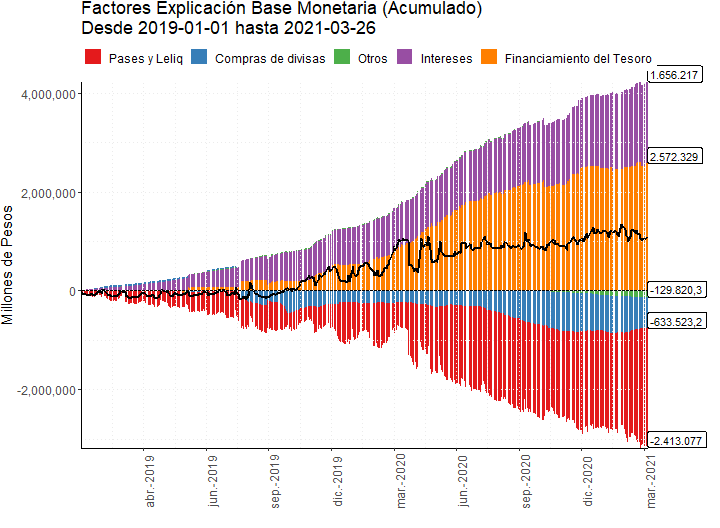 Factores Explicación Base Monetaria (Acumulado)
Desde 2019-01-01 hasta 2021-03-26
Pases y Leliq Compras de divisas Otros Intereses Financiamiento del Tesoro
Millones de Pesos
4,000,000
2,000,000
0
-2,000,000
1.656.217
2.572.329
-129.820,3
-633.523,2
-2.413.077
abr.-2019
jun.-2019
sep.-2019
dic.-2019
mar.-2020
jun.-2020
sep.-2020
dic.-2020
mar.-2021